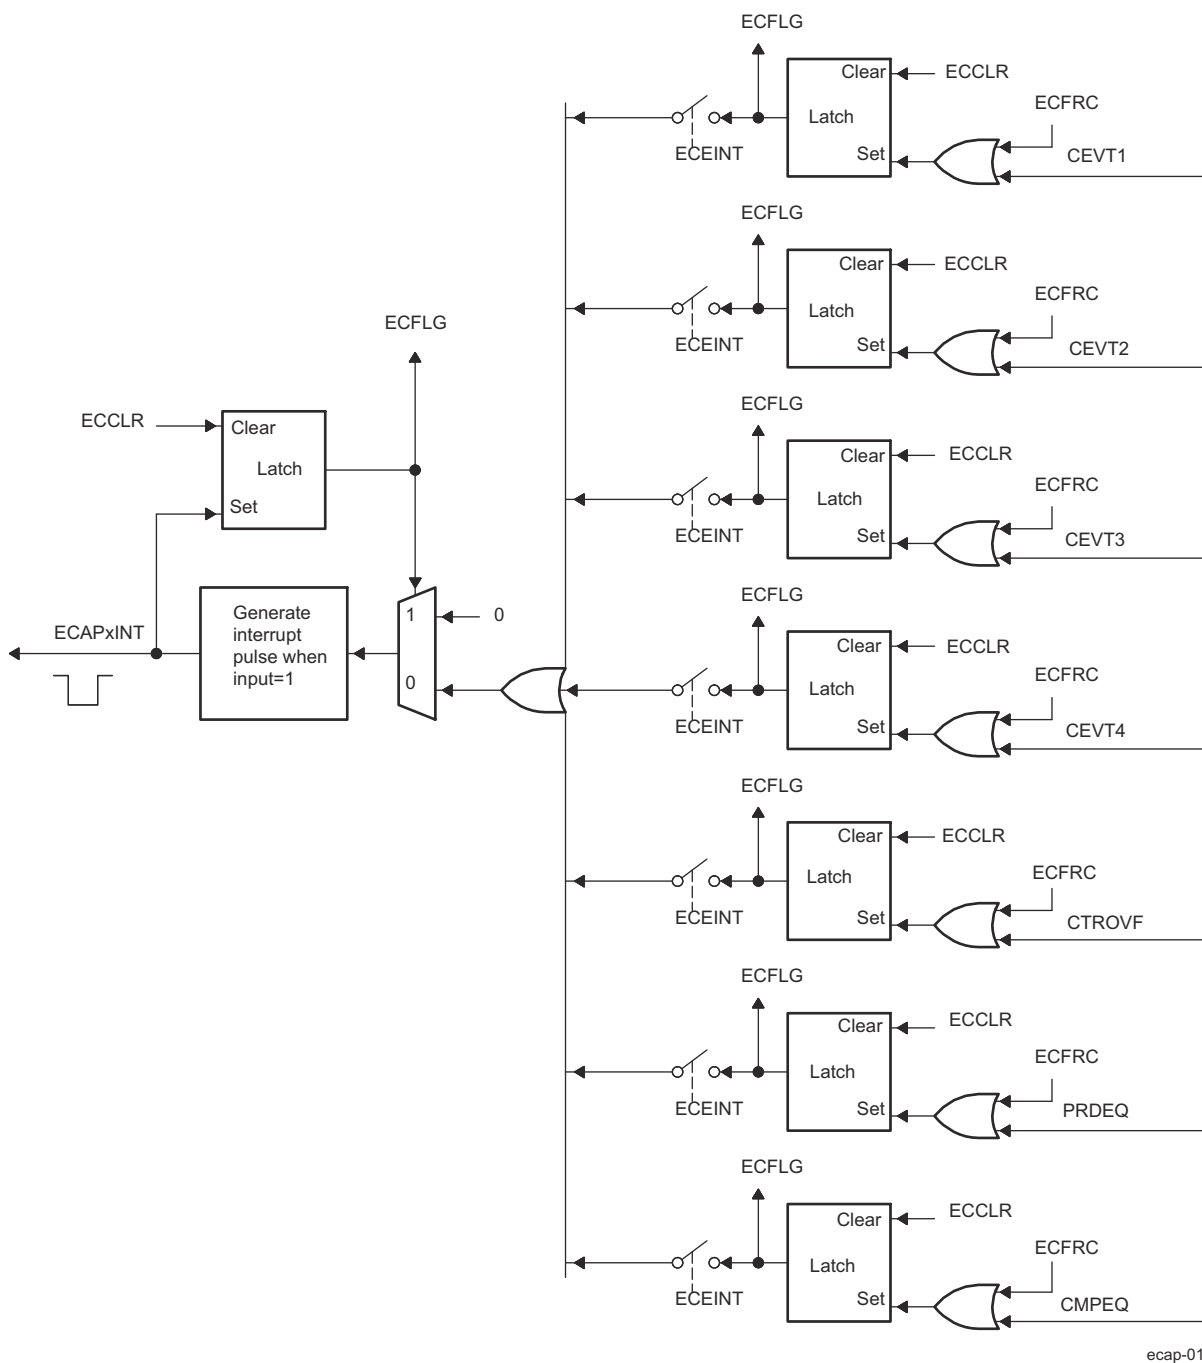 ECFLG
Clear
ECCLR
ECFRC
Latch
CEVT1
Set
ECEINT
ECFLG
Clear
ECCLR
ECFRC
Latch
CEVT2
Set
ECEINT
ECFLG
ECFLG
Clear
ECCLR
ECFRC
Latch
CEVT3
Set
ECEINT
ECCLR
Clear
Latch
Set
ECFLG
Clear
ECCLR
ECFRC
Latch
CEVT4
Set
ECEINT
ECAPxINT
Generate
interrupt
pulse when
input=1
1
0
0
ECFLG
Clear
ECCLR
ECFRC
Latch
CTROVF
Set
ECEINT
ECFLG
Clear
ECCLR
ECFRC
Latch
PRDEQ
Set
ECEINT
ECFLG
Clear
ECCLR
ECFRC
Latch
CMPEQ
Set
ECEINT
ecap-01